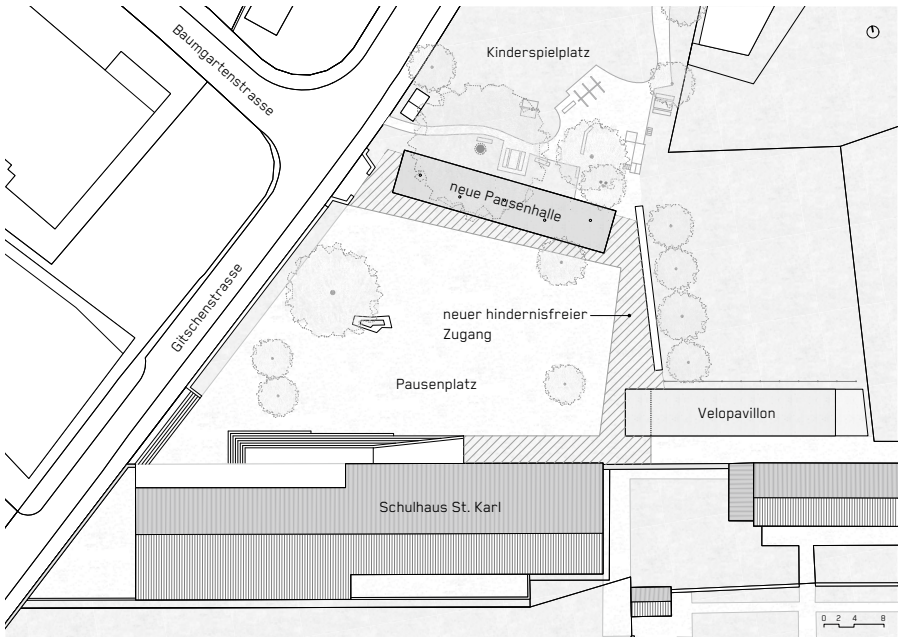 Baumgartenstrasse
Kinderspielplatz
neue Pausenhalle
Gitschenstrasse
neuer hindernisfreier
Zugang
Pausenplatz
Velopavillon
Schulhaus St. Karl
0 2 4 8